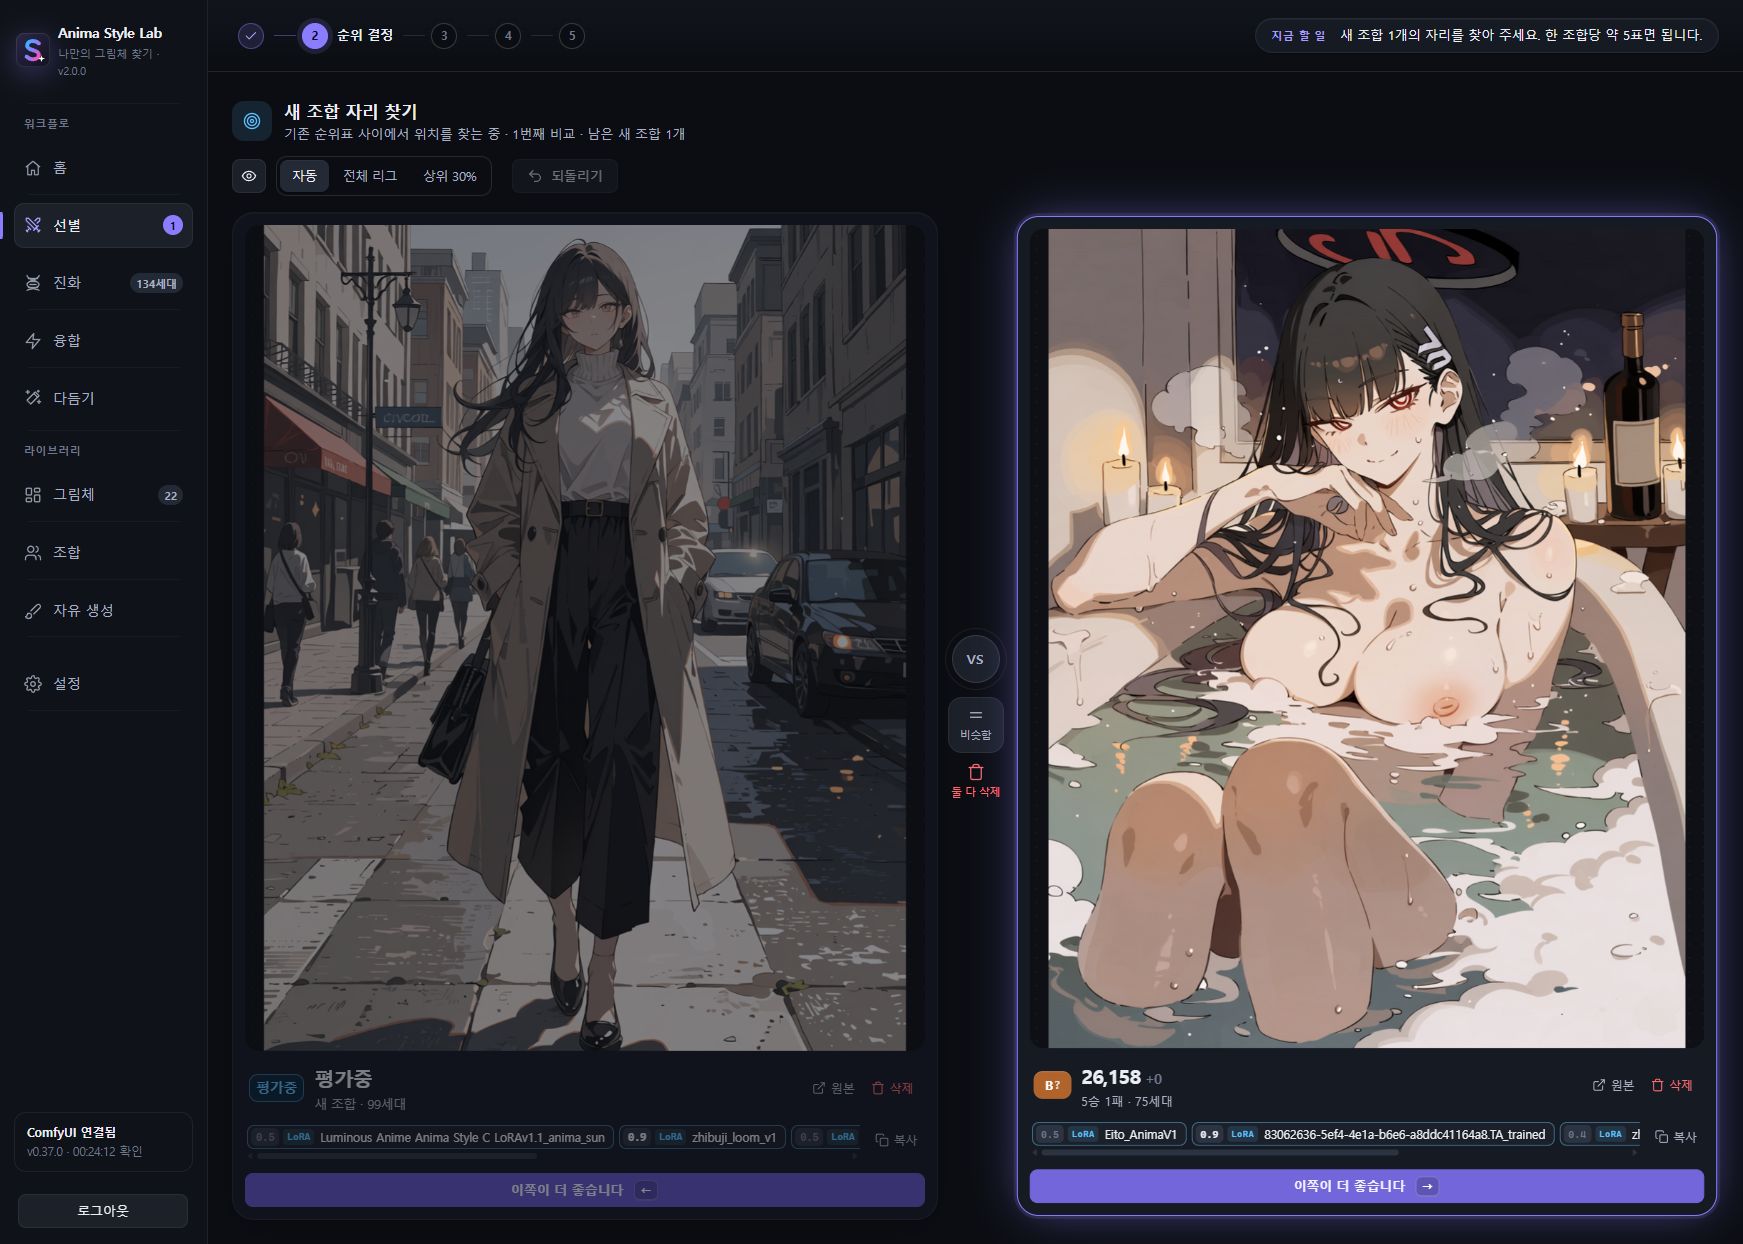 Anima Style Lab
나만의 그림체 찾기 ·
v2.0.0
워크플로
홈
선별
1
진화
134세대
융합
다듬기
라이브러리
그림체
22
조합
자유 생성
설정
ComfyUI 연결됨
v0.37.0 · 00:24:12 확인
로그아웃
2 순위 결정 3 4 5
지금 할 일 새 조합 1개의 자리를 찾아 주세요. 한 조합당 약 5표면 됩니다.
새 조합 자리 찾기
기존 순위표 사이에서 위치를 찾는 중 · 1번째 비교 · 남은 새 조합 1개
자동 전체 리그 상위 30% 되돌리기
VS
비슷함
둘 다 삭제
평가중 평가중 원본 삭제
새 조합 · 99세대
0.5 LoRA Luminous Anime Anima Style C LoRAv1.1_anima_sun 0.9 LoRA zhibuji_loom_v1 0.5 LoRA 복사
이쪽이 더 좋습니다 ←
B? 26,158 +0 원본 삭제
5승 1패 · 75세대
0.5 LoRA Eito_AnimaV1 0.9 LoRA 83062636-5ef4-4e1a-b6e6-a8ddc41164a8.TA_trained 0.4 LoRA 복사
이쪽이 더 좋습니다 →